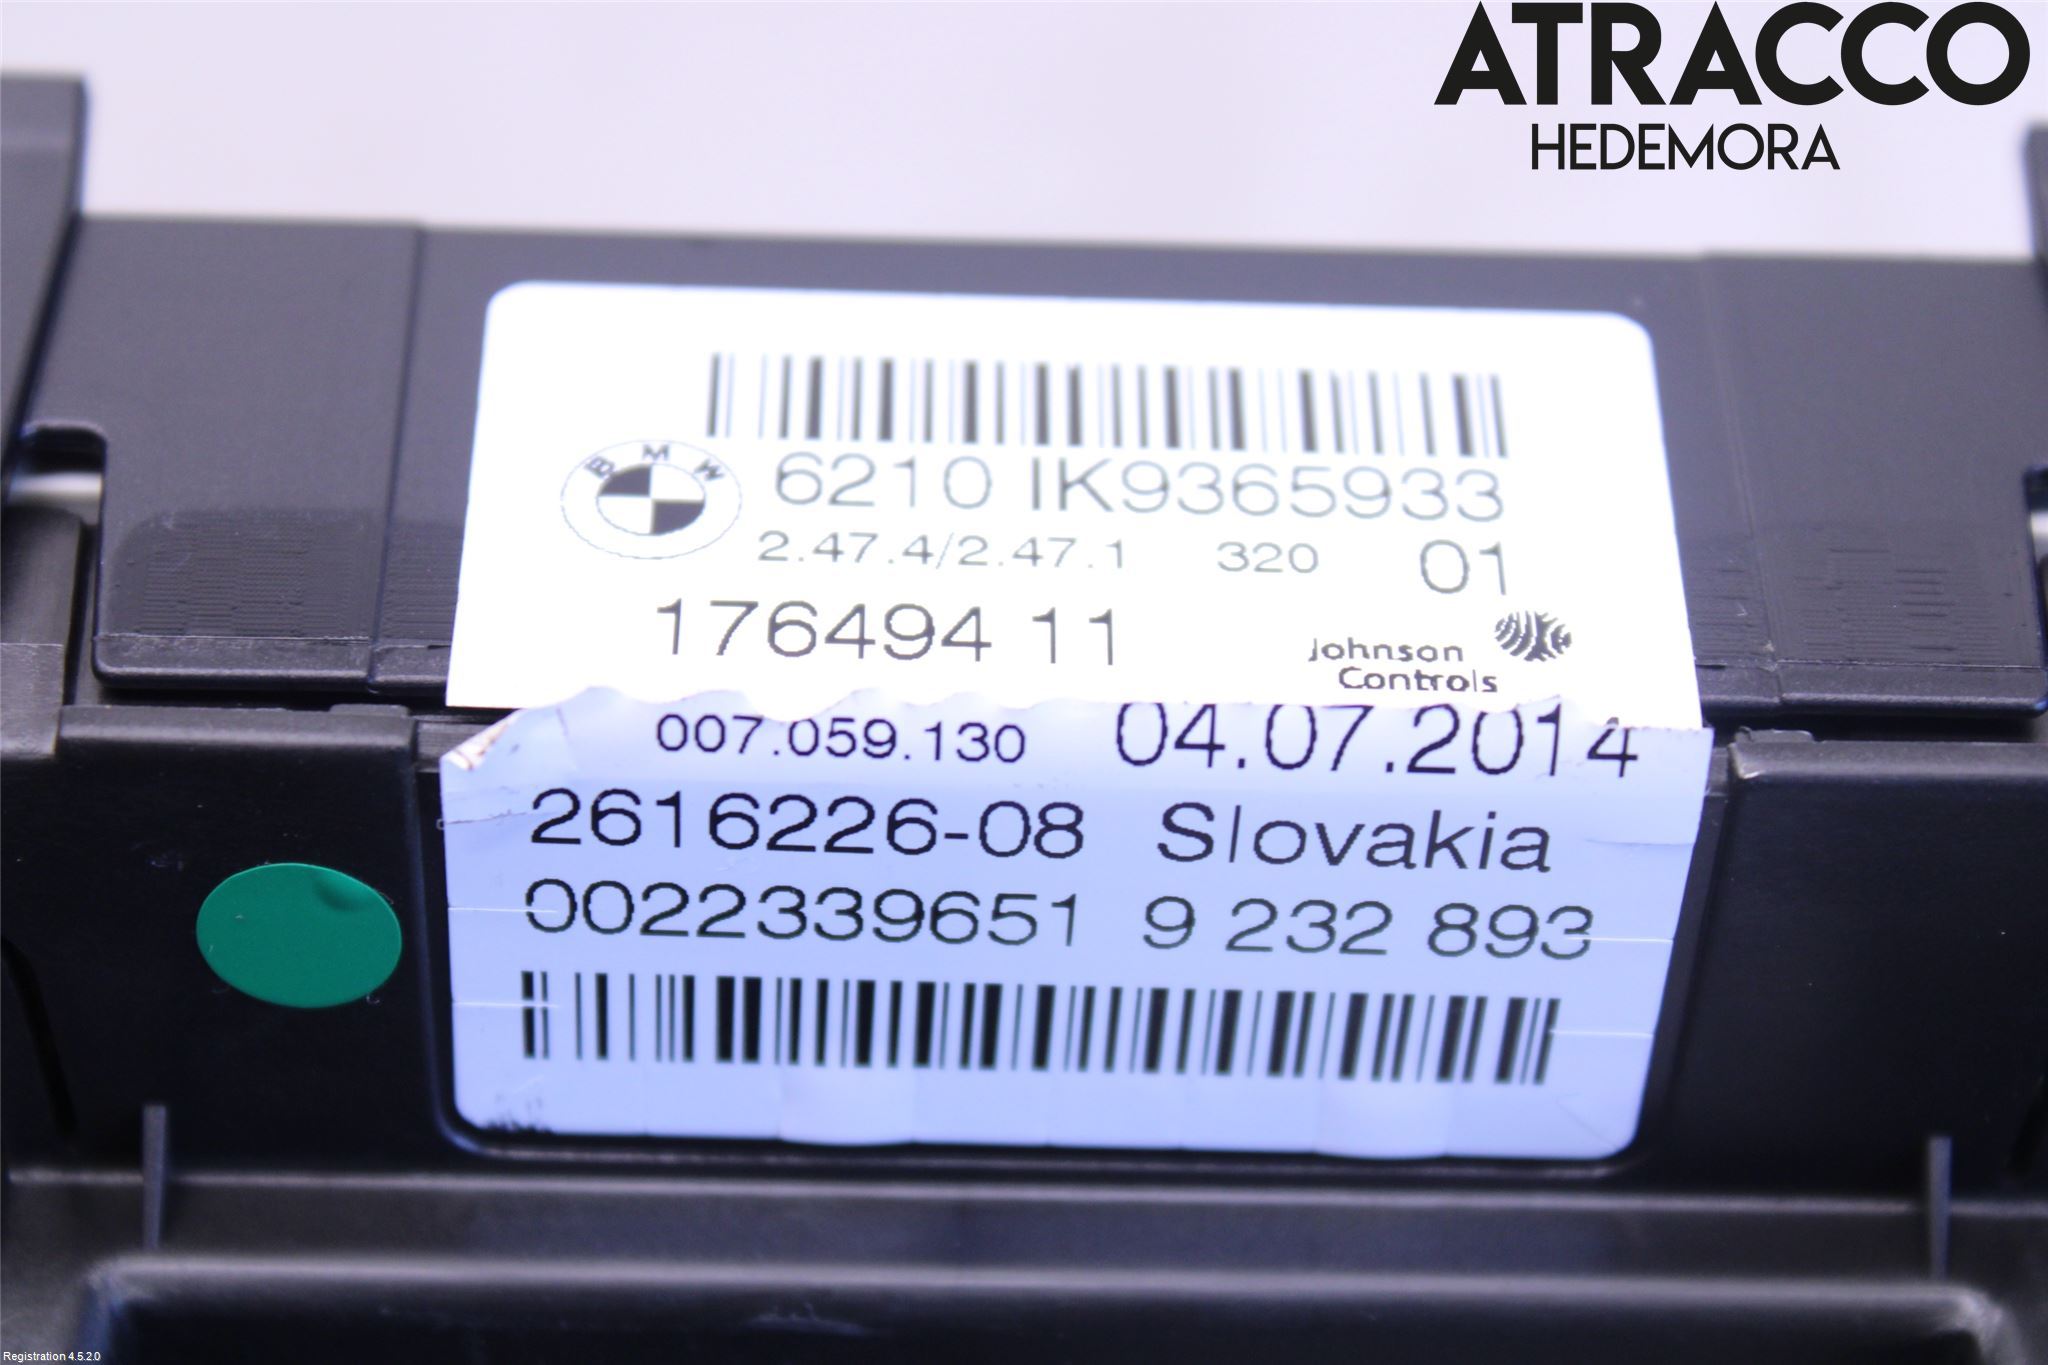 ATRACCO
HEDEMORA
BMW
6210 IK9365933
2.47.4/2.47.1 320 01
176494 11
Johnson
Controls
007.059.130 04.07.2014
2616226-08 Slovakia
0022339651 9 232 893
Registration 4.5.2.0